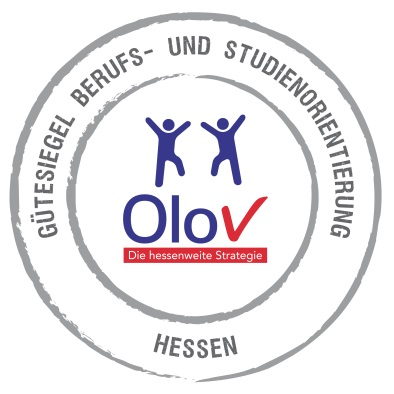 GÜTESIEGEL BERUFS- UND STUDIENORIENTIERUNG
Olov
Die hessenweite Strategie
HESSEN